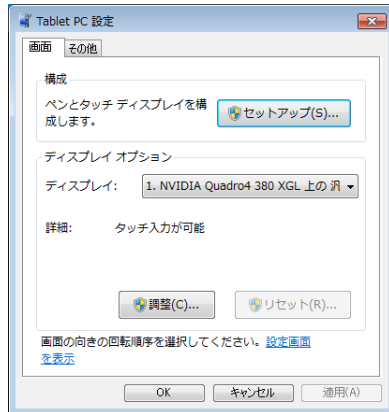 Tablet PC 設定
画面 その他
構成
ペンとタッチ ディスプレイを構
成します。
セットアップ(S)...
ディスプレイ オプション
ディスプレイ: 1. NVIDIA Quadro4 380 XGL 上の 汎
詳細: タッチ入力が可能
調整(C)... リセット(R)...
画面の向きの回転順序を選択してください。設定画面
を表示
OK キャンセル 適用(A)